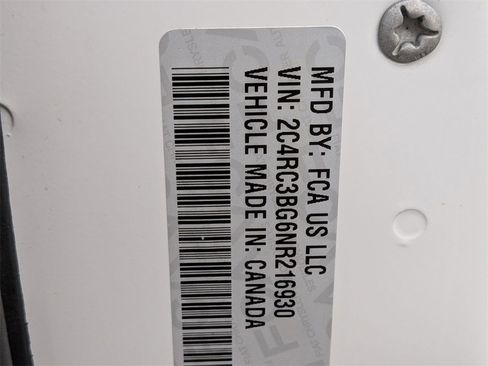 MFD BY: FCA US LLC
VIN: 2C4RC3BG6NR216930
VEHICLE MADE IN: CANADA